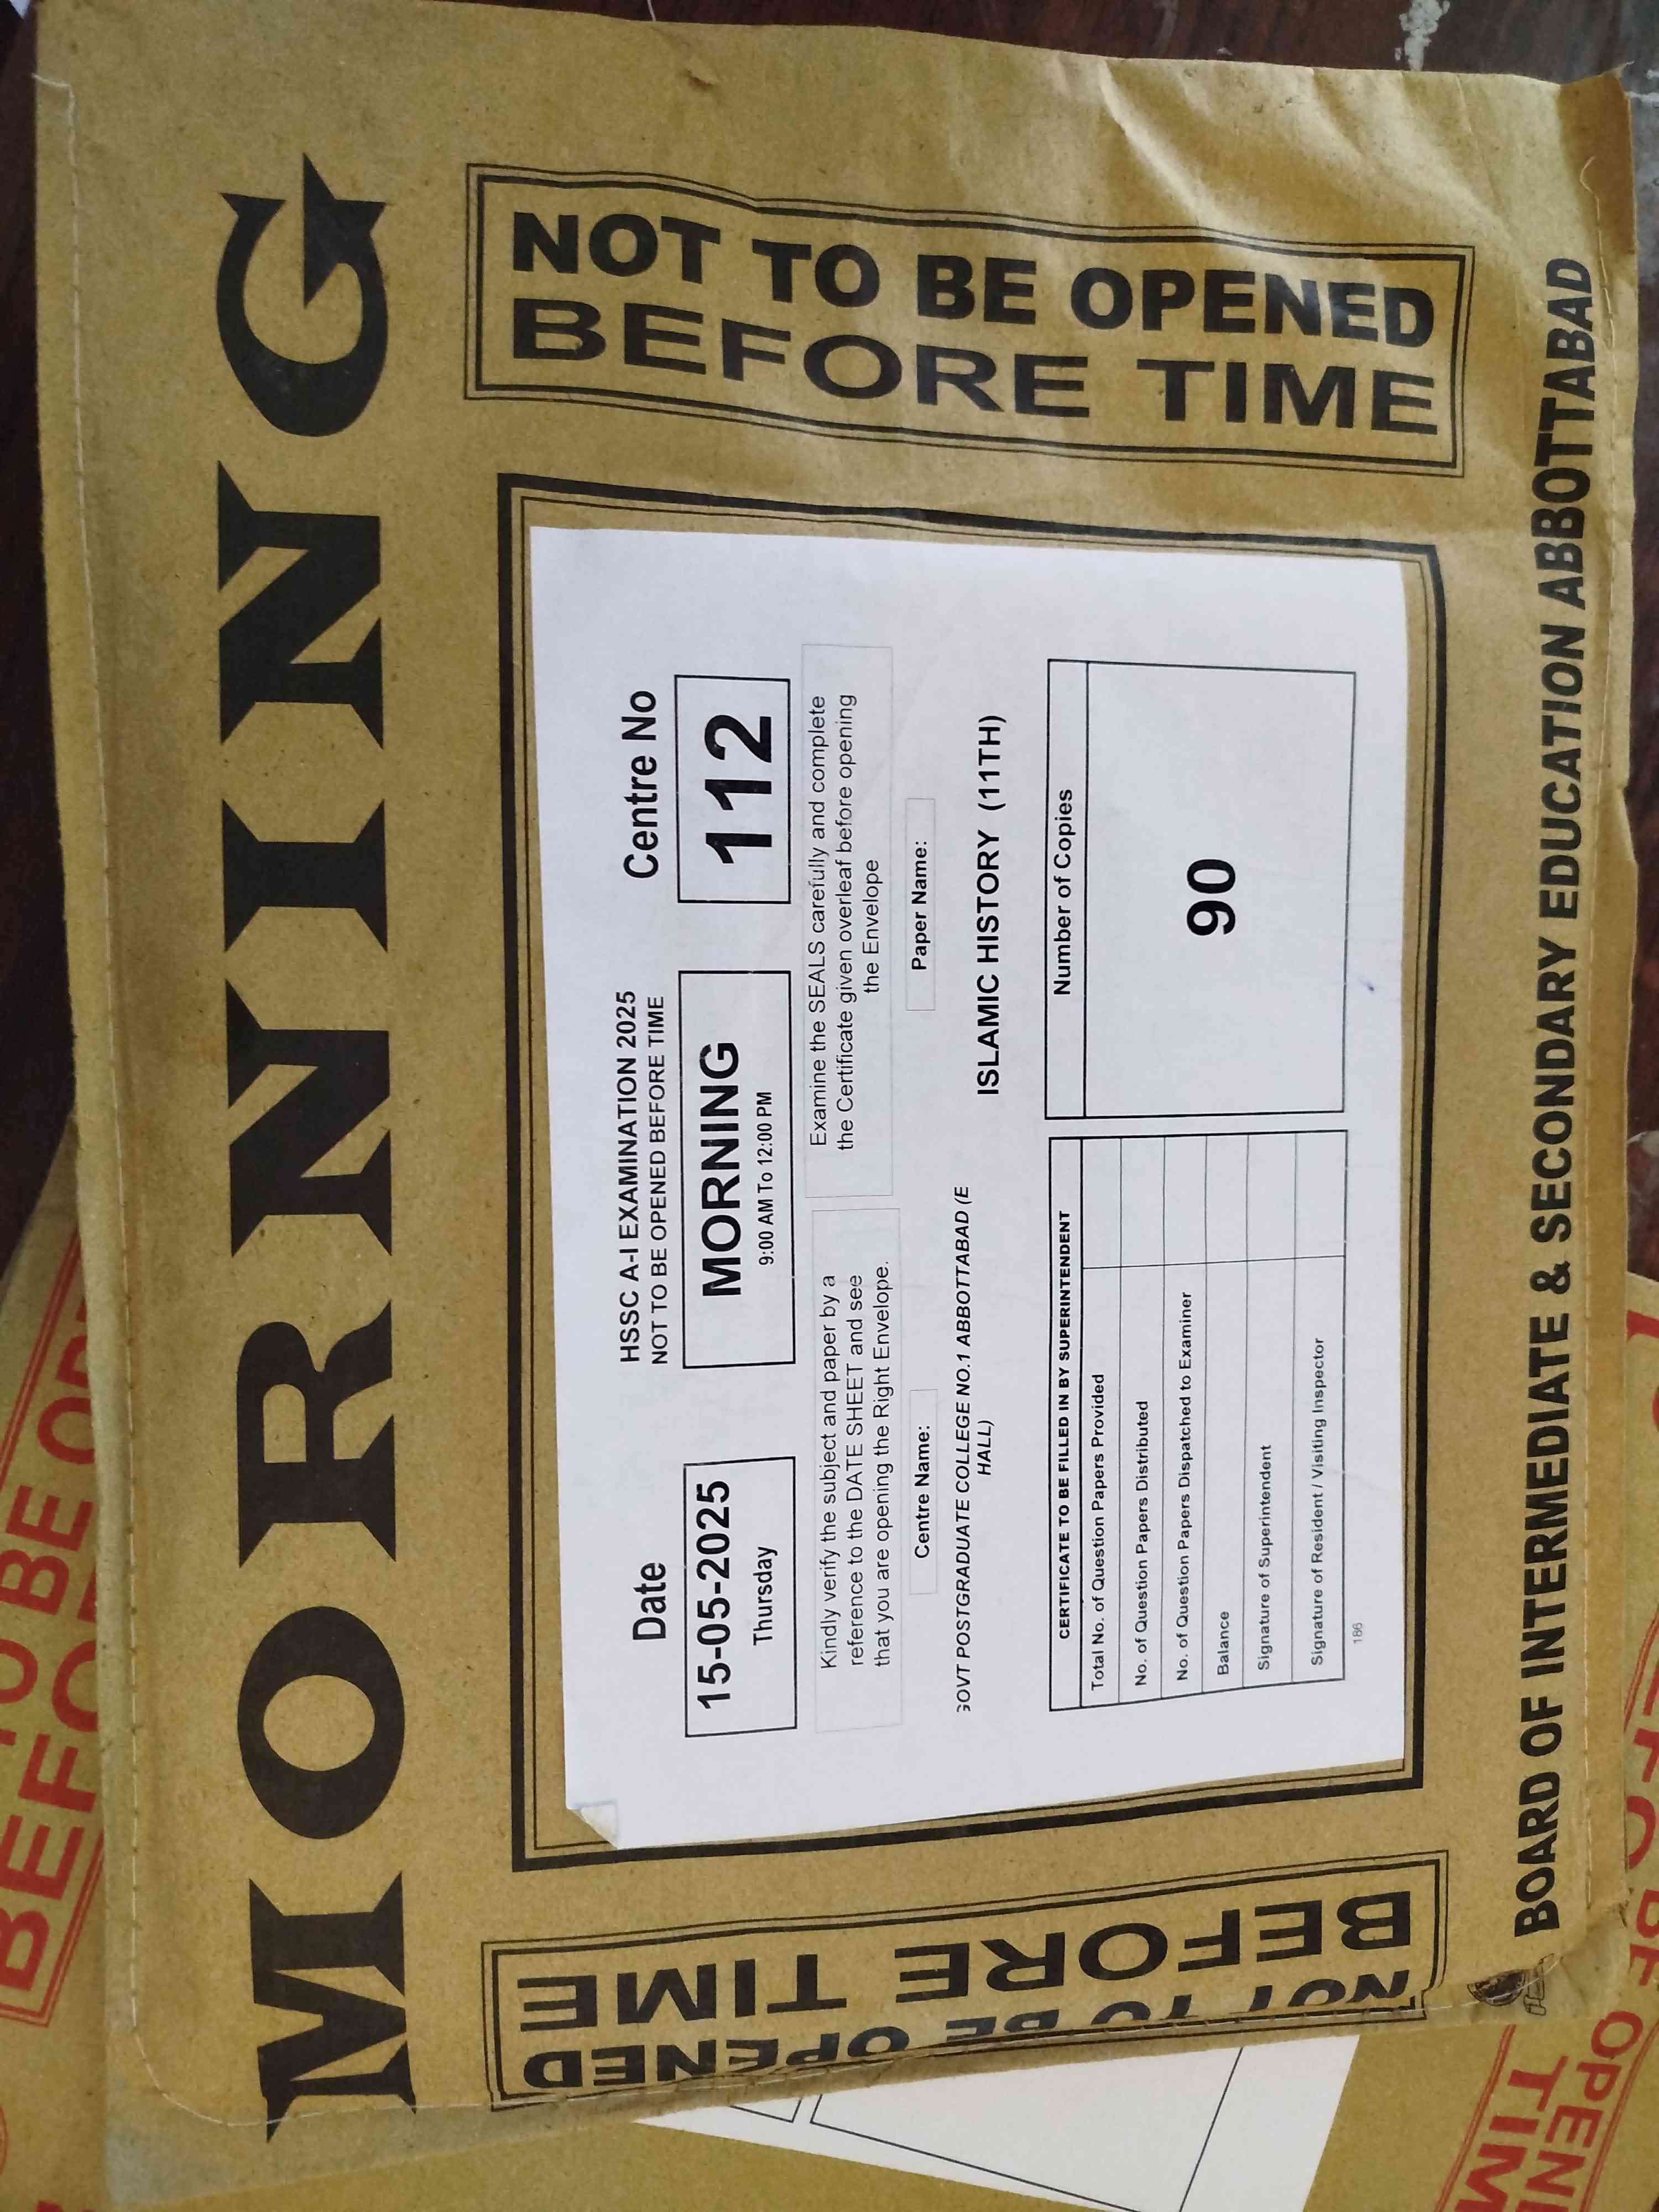 MORNING
NOT TO BE OPENED
BEFORE TIME
Date
15-05-2025
Thursday
HSSC A-I EXAMINATION 2025
NOT TO BE OPENED BEFORE TIME
MORNING
9:00 AM To 12:00 PM
Centre No
112
Kindly verify the subject and paper by a
reference to the DATE SHEET and see
that you are opening the Right Envelope.
Examine the SEALS carefully and complete
the Certificate given overleaf before opening
the Envelope
Centre Name:
GOVT POSTGRADUATE COLLEGE NO.1 ABBOTTABAD (E
HALL)
Paper Name:
ISLAMIC HISTORY (11TH)
CERTIFICATE TO BE FILLED IN BY SUPERINTENDENT
Total No. of Question Papers Provided
No. of Question Papers Distributed
No. of Question Papers Dispatched to Examiner
Balance
Signature of Superintendent
Signature of Resident / Visiting Inspector
186
Number of Copies
90
NOT TO BE OPENED
BEFORE TIME
BOARD OF INTERMEDIATE & SECONDARY EDUCATION ABBOTTABAD
TO BE
BEFO
BE OPEN
TIM